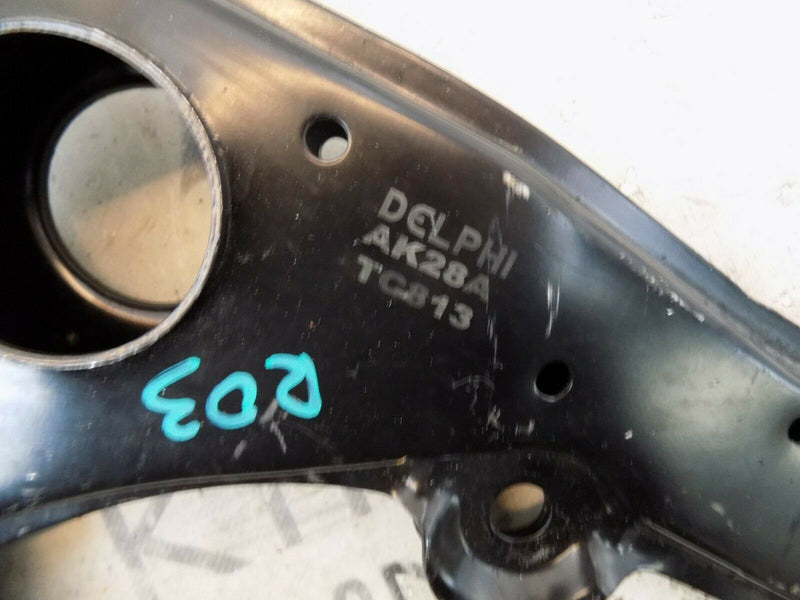 DELPHI
AK28A
TC813
R03